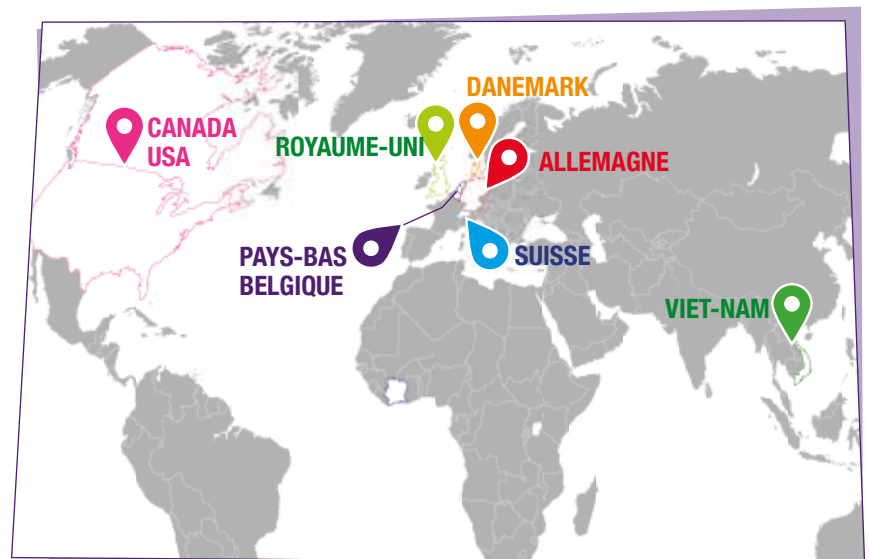 DANEMARK
CANADA
USA
ROYAUME-UNI
ALLEMAGNE
PAYS-BAS
BELGIQUE
SUISSE
VIET-NAM